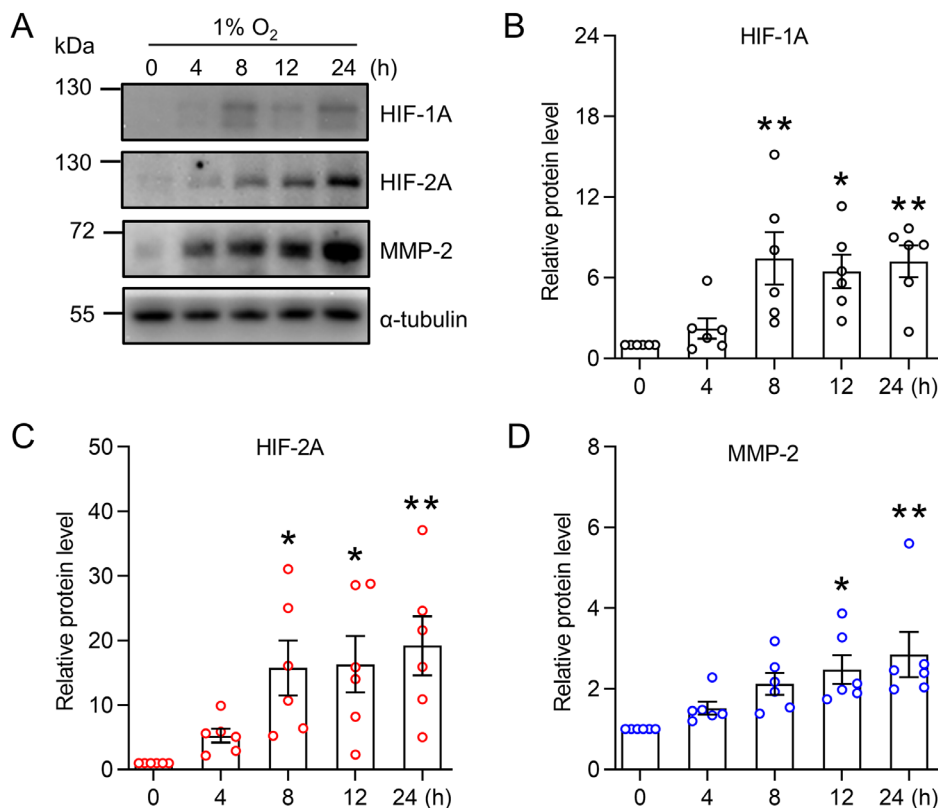 A
1% O₂
kDa
0 4 8 12 24 (h)
130
HIF-1A
130
HIF-2A
72
MMP-2
55
α-tubulin
B
HIF-1A
Relative protein level
24
18
12
6
0
** * **
0 4 8 12 24 (h)
C
HIF-2A
Relative protein level
50
40
30
20
10
0
* * **
0 4 8 12 24 (h)
D
MMP-2
Relative protein level
8
6
4
2
0
* **
0 4 8 12 24 (h)